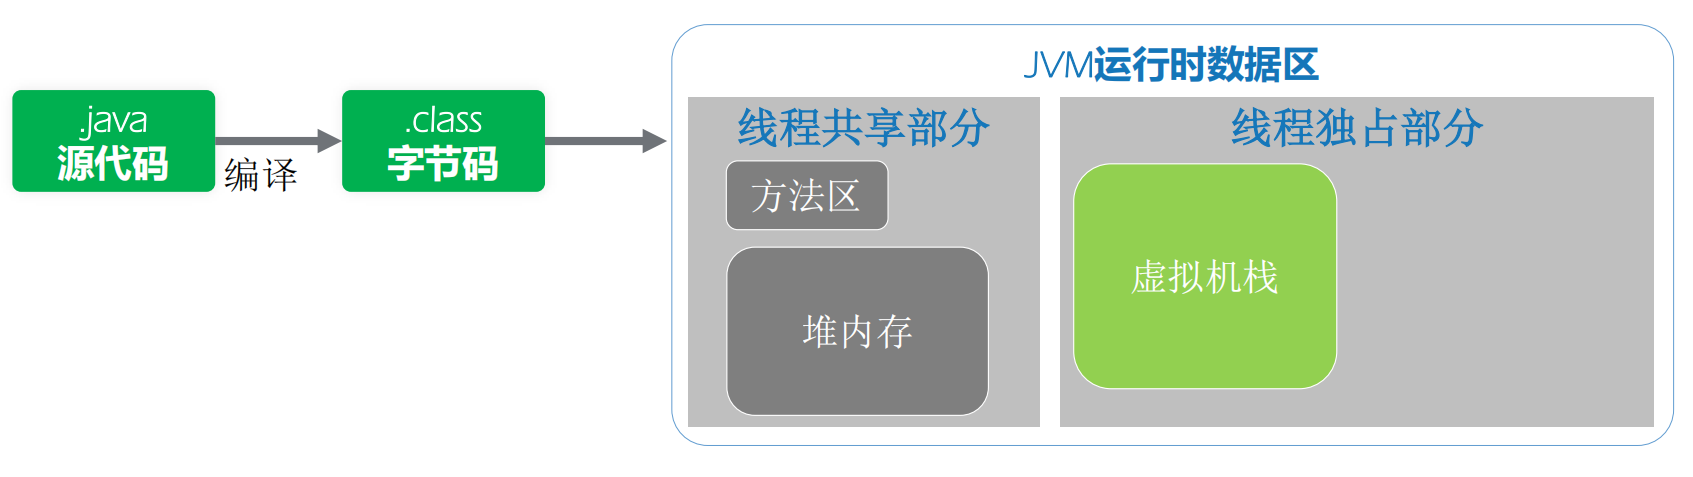 .java
源代码
编译
.class
字节码
JVM运行时数据区
线程共享部分
方法区
堆内存
线程独占部分
虚拟机栈